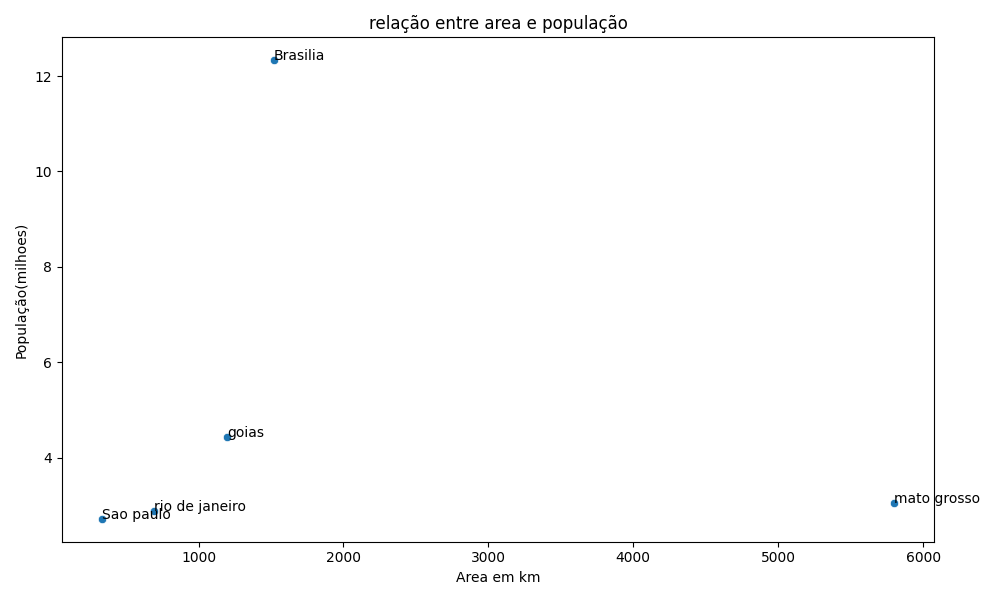 relação entre area e população
Brasilia
12
10
8
População(milhoes)
6
goias
4
rio de janeiro
mato grosso
Sao paulo
1000 2000 3000 4000 5000 6000
Area em km